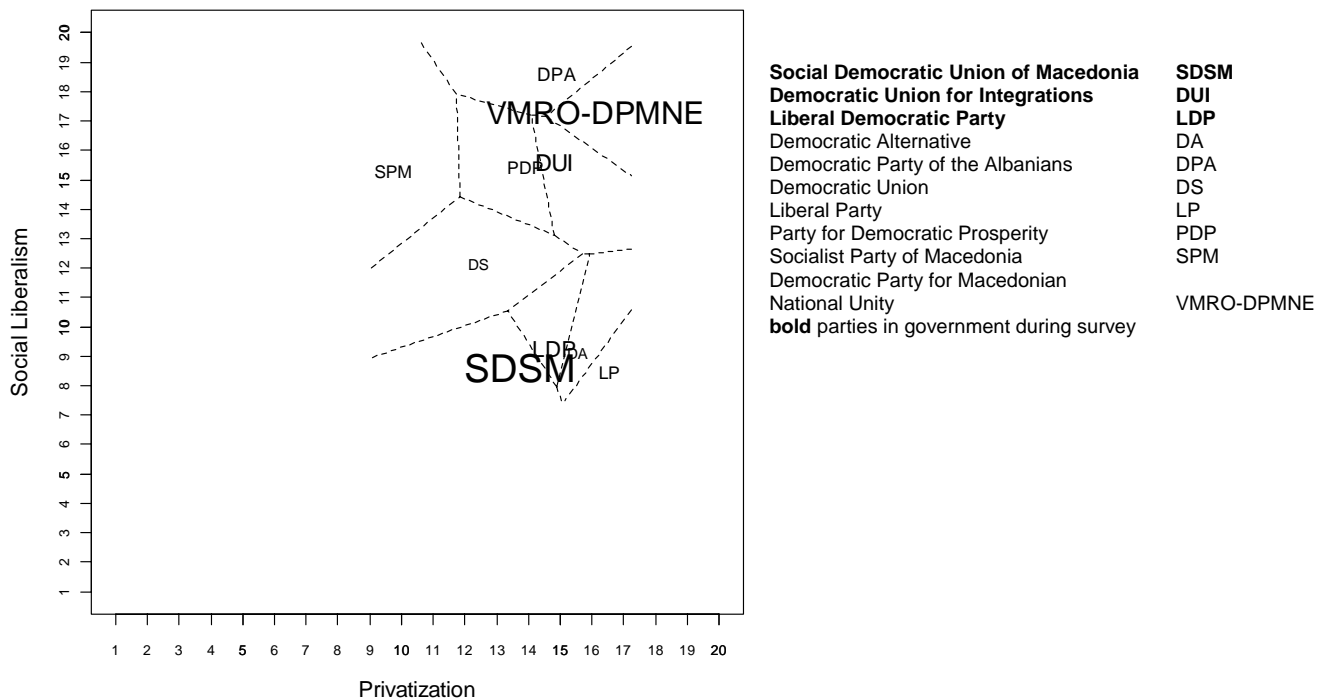 Social Liberalism
20
19
18
17
16
15
14
13
12
11
10
9
8
7
6
5
4
3
2
1
DPA
VMRO-DPMNE
PDP
DUI
SPM
DS
LDP
DA
SDSM
LP
1 2 3 4 5 6 7 8 9 10 11 12 13 14 15 16 17 18 19 20
Privatization
Social Democratic Union of Macedonia SDSM
Democratic Union for Integrations DUI
Liberal Democratic Party LDP
Democratic Alternative DA
Democratic Party of the Albanians DPA
Democratic Union DS
Liberal Party LP
Party for Democratic Prosperity PDP
Socialist Party of Macedonia SPM
Democratic Party for Macedonian
National Unity VMRO-DPMNE
bold parties in government during survey